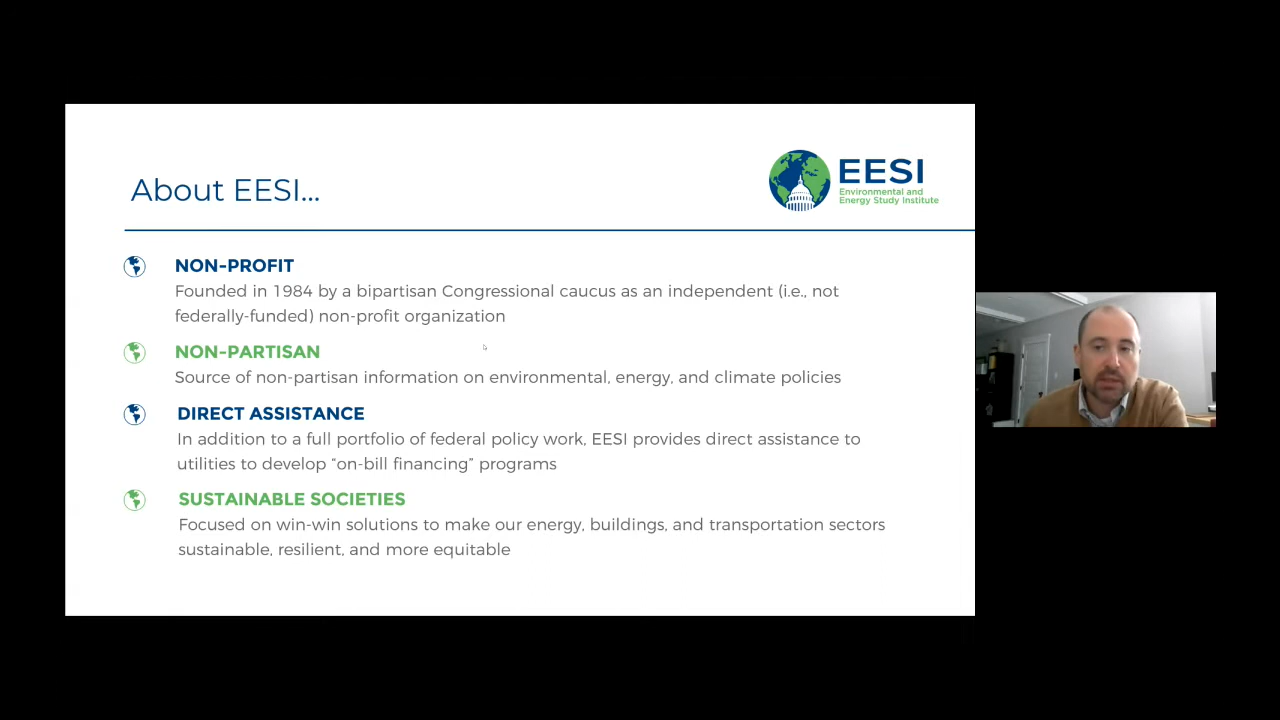 About EESI...
EESI
Environmental and
Energy Study Institute
NON-PROFIT
Founded in 1984 by a bipartisan Congressional caucus as an independent (i.e., not
federally-funded) non-profit organization
NON-PARTISAN
Source of non-partisan information on environmental, energy, and climate policies
DIRECT ASSISTANCE
In addition to a full portfolio of federal policy work, EESI provides direct assistance to
utilities to develop “on-bill financing” programs
SUSTAINABLE SOCIETIES
Focused on win-win solutions to make our energy, buildings, and transportation sectors
sustainable, resilient, and more equitable